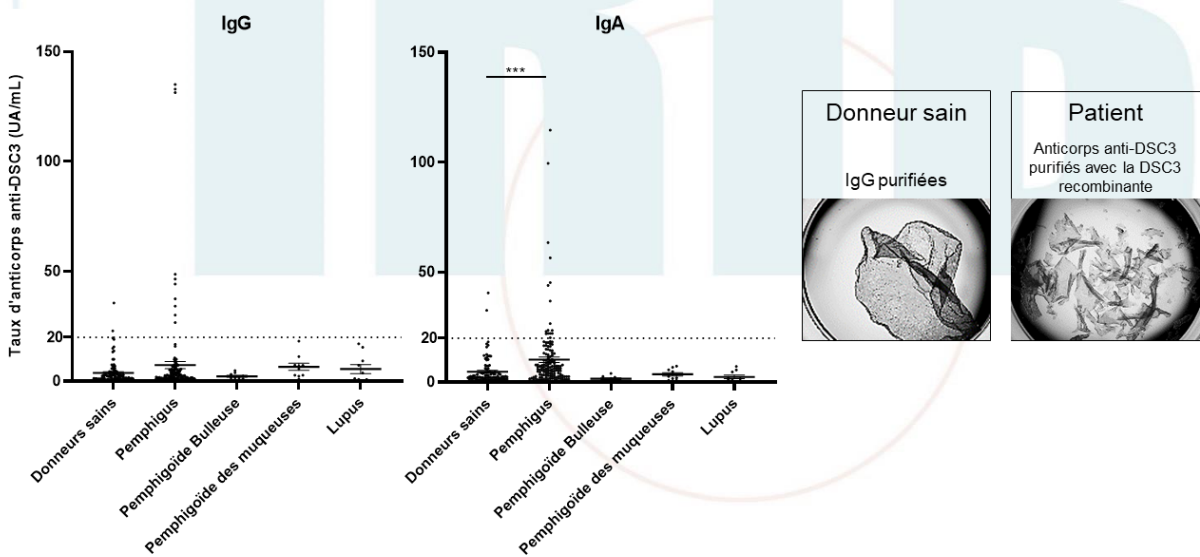 IgG
Taux d'anticorps anti-DSC3 (UA/mL)
150
100
50
20
0
Donneurs sains
Pemphigus
Pemphigoïde Bulleuse
Pemphigoïde des muqueuses
Lupus
IgA
***
150
100
50
20
0
Donneurs sains
Pemphigus
Pemphigoïde Bulleuse
Pemphigoïde des muqueuses
Lupus
Donneur sain
IgG purifiées
Patient
Anticorps anti-DSC3
purifiés avec la DSC3
recombinante